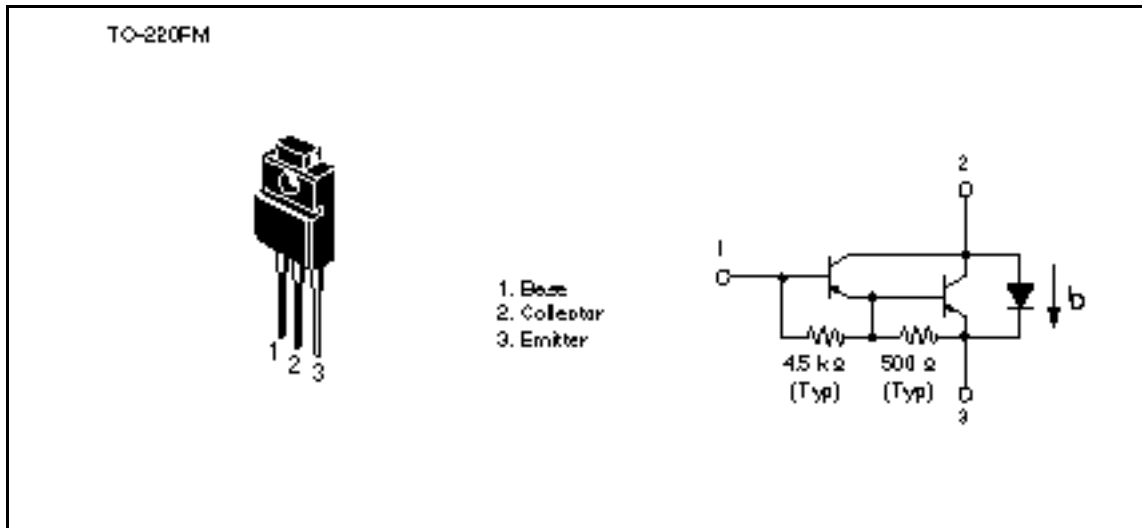 TO-220FM
1
2
3
1. Base
2. Collector
3. Emitter
1
2
I_D
4.5 k Ω
(Typ)
500 Ω
(Typ)
3